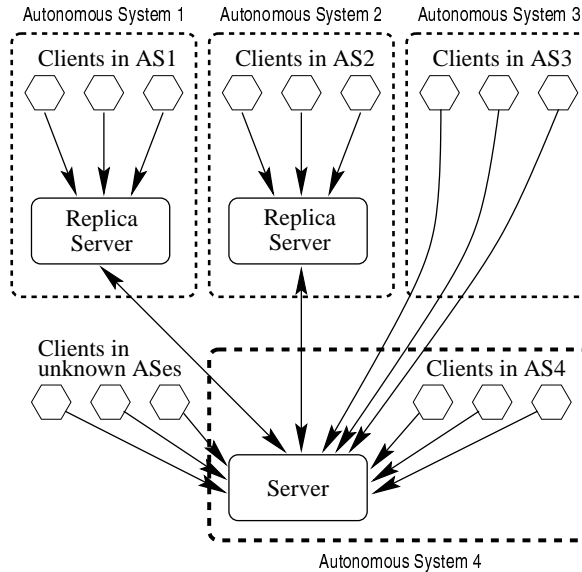 Autonomous System 1
Autonomous System 2
Autonomous System 3
Clients in AS1
Clients in AS2
Clients in AS3
Replica
Server
Replica
Server
Clients in
unknown ASes
Clients in AS4
Server
Autonomous System 4